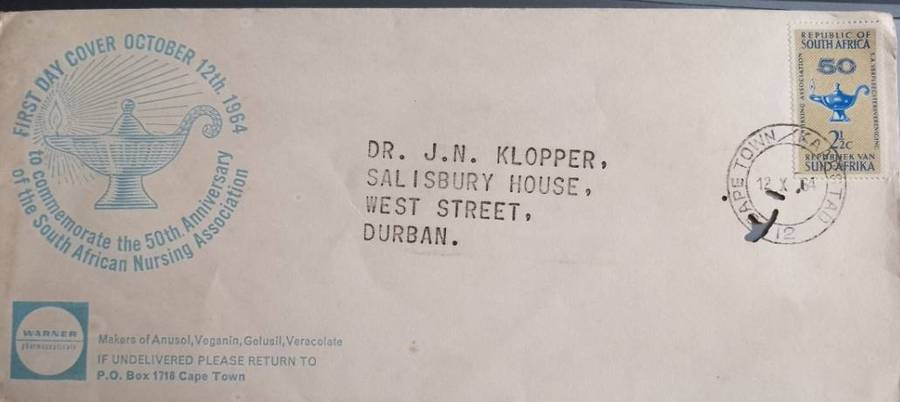 FIRST DAY COVER OCTOBER 12th. 1964
to commemorate the 50th. Anniversary
of the South African Nursing Association
REPUBLIC OF
SOUTH AFRICA
50
NURSING ASSOCIATION
2½c
REPUBLIEK VAN
SUID-AFRIKA
CAPE TOWN KAAPSTAD
12 X 64
12
DR. J.N. KLOPPER,
SALISBURY HOUSE,
WEST STREET,
DURBAN.
WARNER
pharmaceuticals
Makers of Anusol, Veganin, Gelusil, Veracolate
IF UNDELIVERED PLEASE RETURN TO
P.O. Box 1718 Cape Town